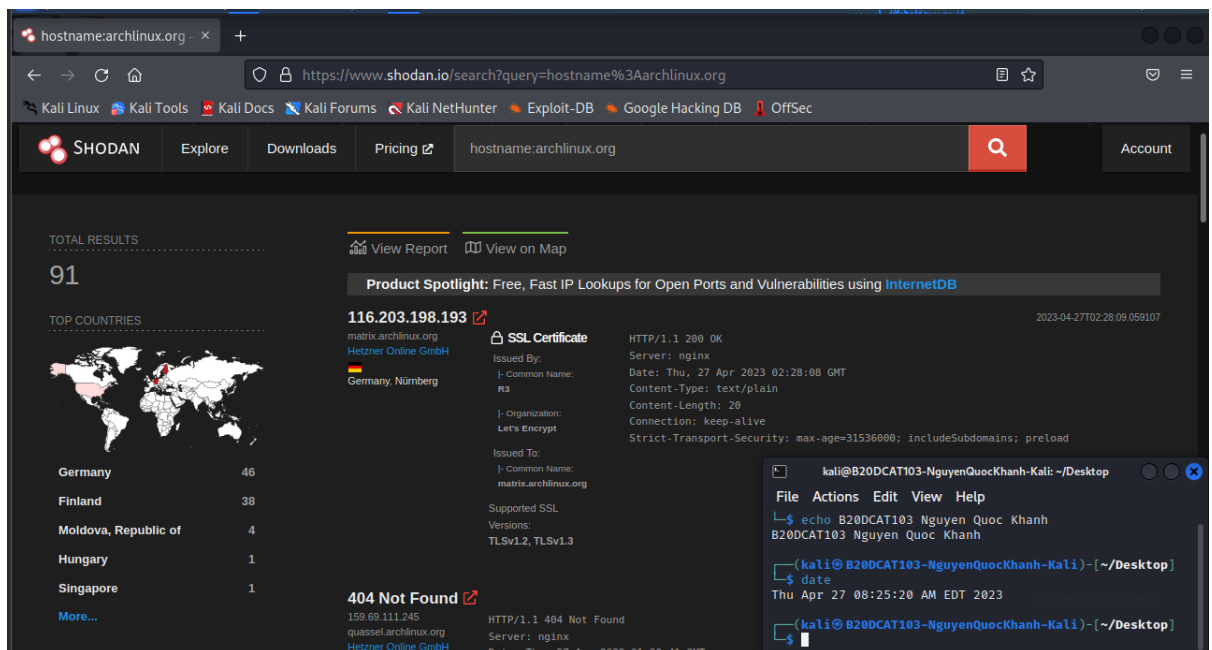 hostname:archlinux.org -
https://www.shodan.io/search?query=hostname%3Aarchlinux.org
Kali Linux Kali Tools Kali Docs Kali Forums Kali NetHunter Exploit-DB Google Hacking DB OffSec
SHODAN Explore Downloads Pricing hostname:archlinux.org Account
TOTAL RESULTS
91
TOP COUNTRIES
Germany 46
Finland 38
Moldova, Republic of 4
Hungary 1
Singapore 1
More...
View Report View on Map
Product Spotlight: Free, Fast IP Lookups for Open Ports and Vulnerabilities using InternetDB
116.203.198.193
2023-04-27T02:28:09.059107
matrix.archlinux.org
Hetzner Online GmbH
Germany, Nürnberg
SSL Certificate
Issued By:
|- Common Name:
R3
|- Organization:
Let's Encrypt
Issued To:
|- Common Name:
matrix.archlinux.org
Supported SSL
Versions:
TLSv1.2, TLSv1.3
HTTP/1.1 200 OK
Server: nginx
Date: Thu, 27 Apr 2023 02:28:08 GMT
Content-Type: text/plain
Content-Length: 20
Connection: keep-alive
Strict-Transport-Security: max-age=31536000; includeSubdomains; preload
404 Not Found
159.69.111.245
quassel.archlinux.org
Hetzner Online GmbH
HTTP/1.1 404 Not Found
Server: nginx
kali@B20DCAT103-NguyenQuocKhanh-Kali: ~/Desktop
File Actions Edit View Help
└─$ echo B20DCAT103 Nguyen Quoc Khanh
B20DCAT103 Nguyen Quoc Khanh
┌──(kali㉿B20DCAT103-NguyenQuocKhanh-Kali)-[~/Desktop]
└─$ date
Thu Apr 27 08:25:20 AM EDT 2023
┌──(kali㉿B20DCAT103-NguyenQuocKhanh-Kali)-[~/Desktop]
└─$